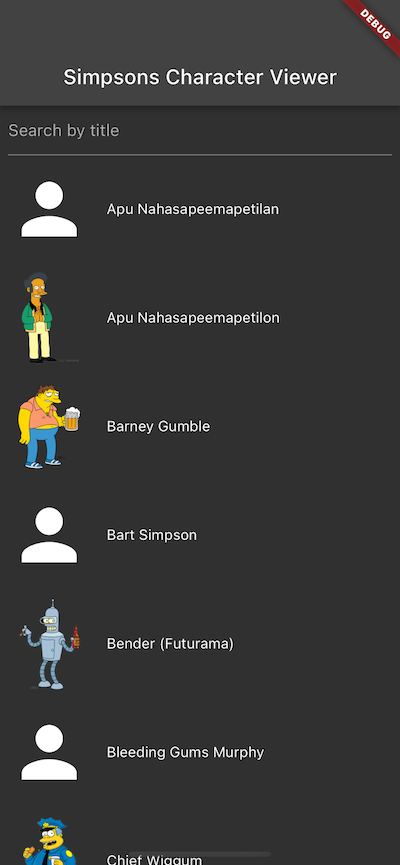 DEBUG
Simpsons Character Viewer
Search by title
Apu Nahasapeemapetilan
Apu Nahasapeemapetilon
Barney Gumble
Bart Simpson
Bender (Futurama)
Bleeding Gums Murphy
Chief Wiggum